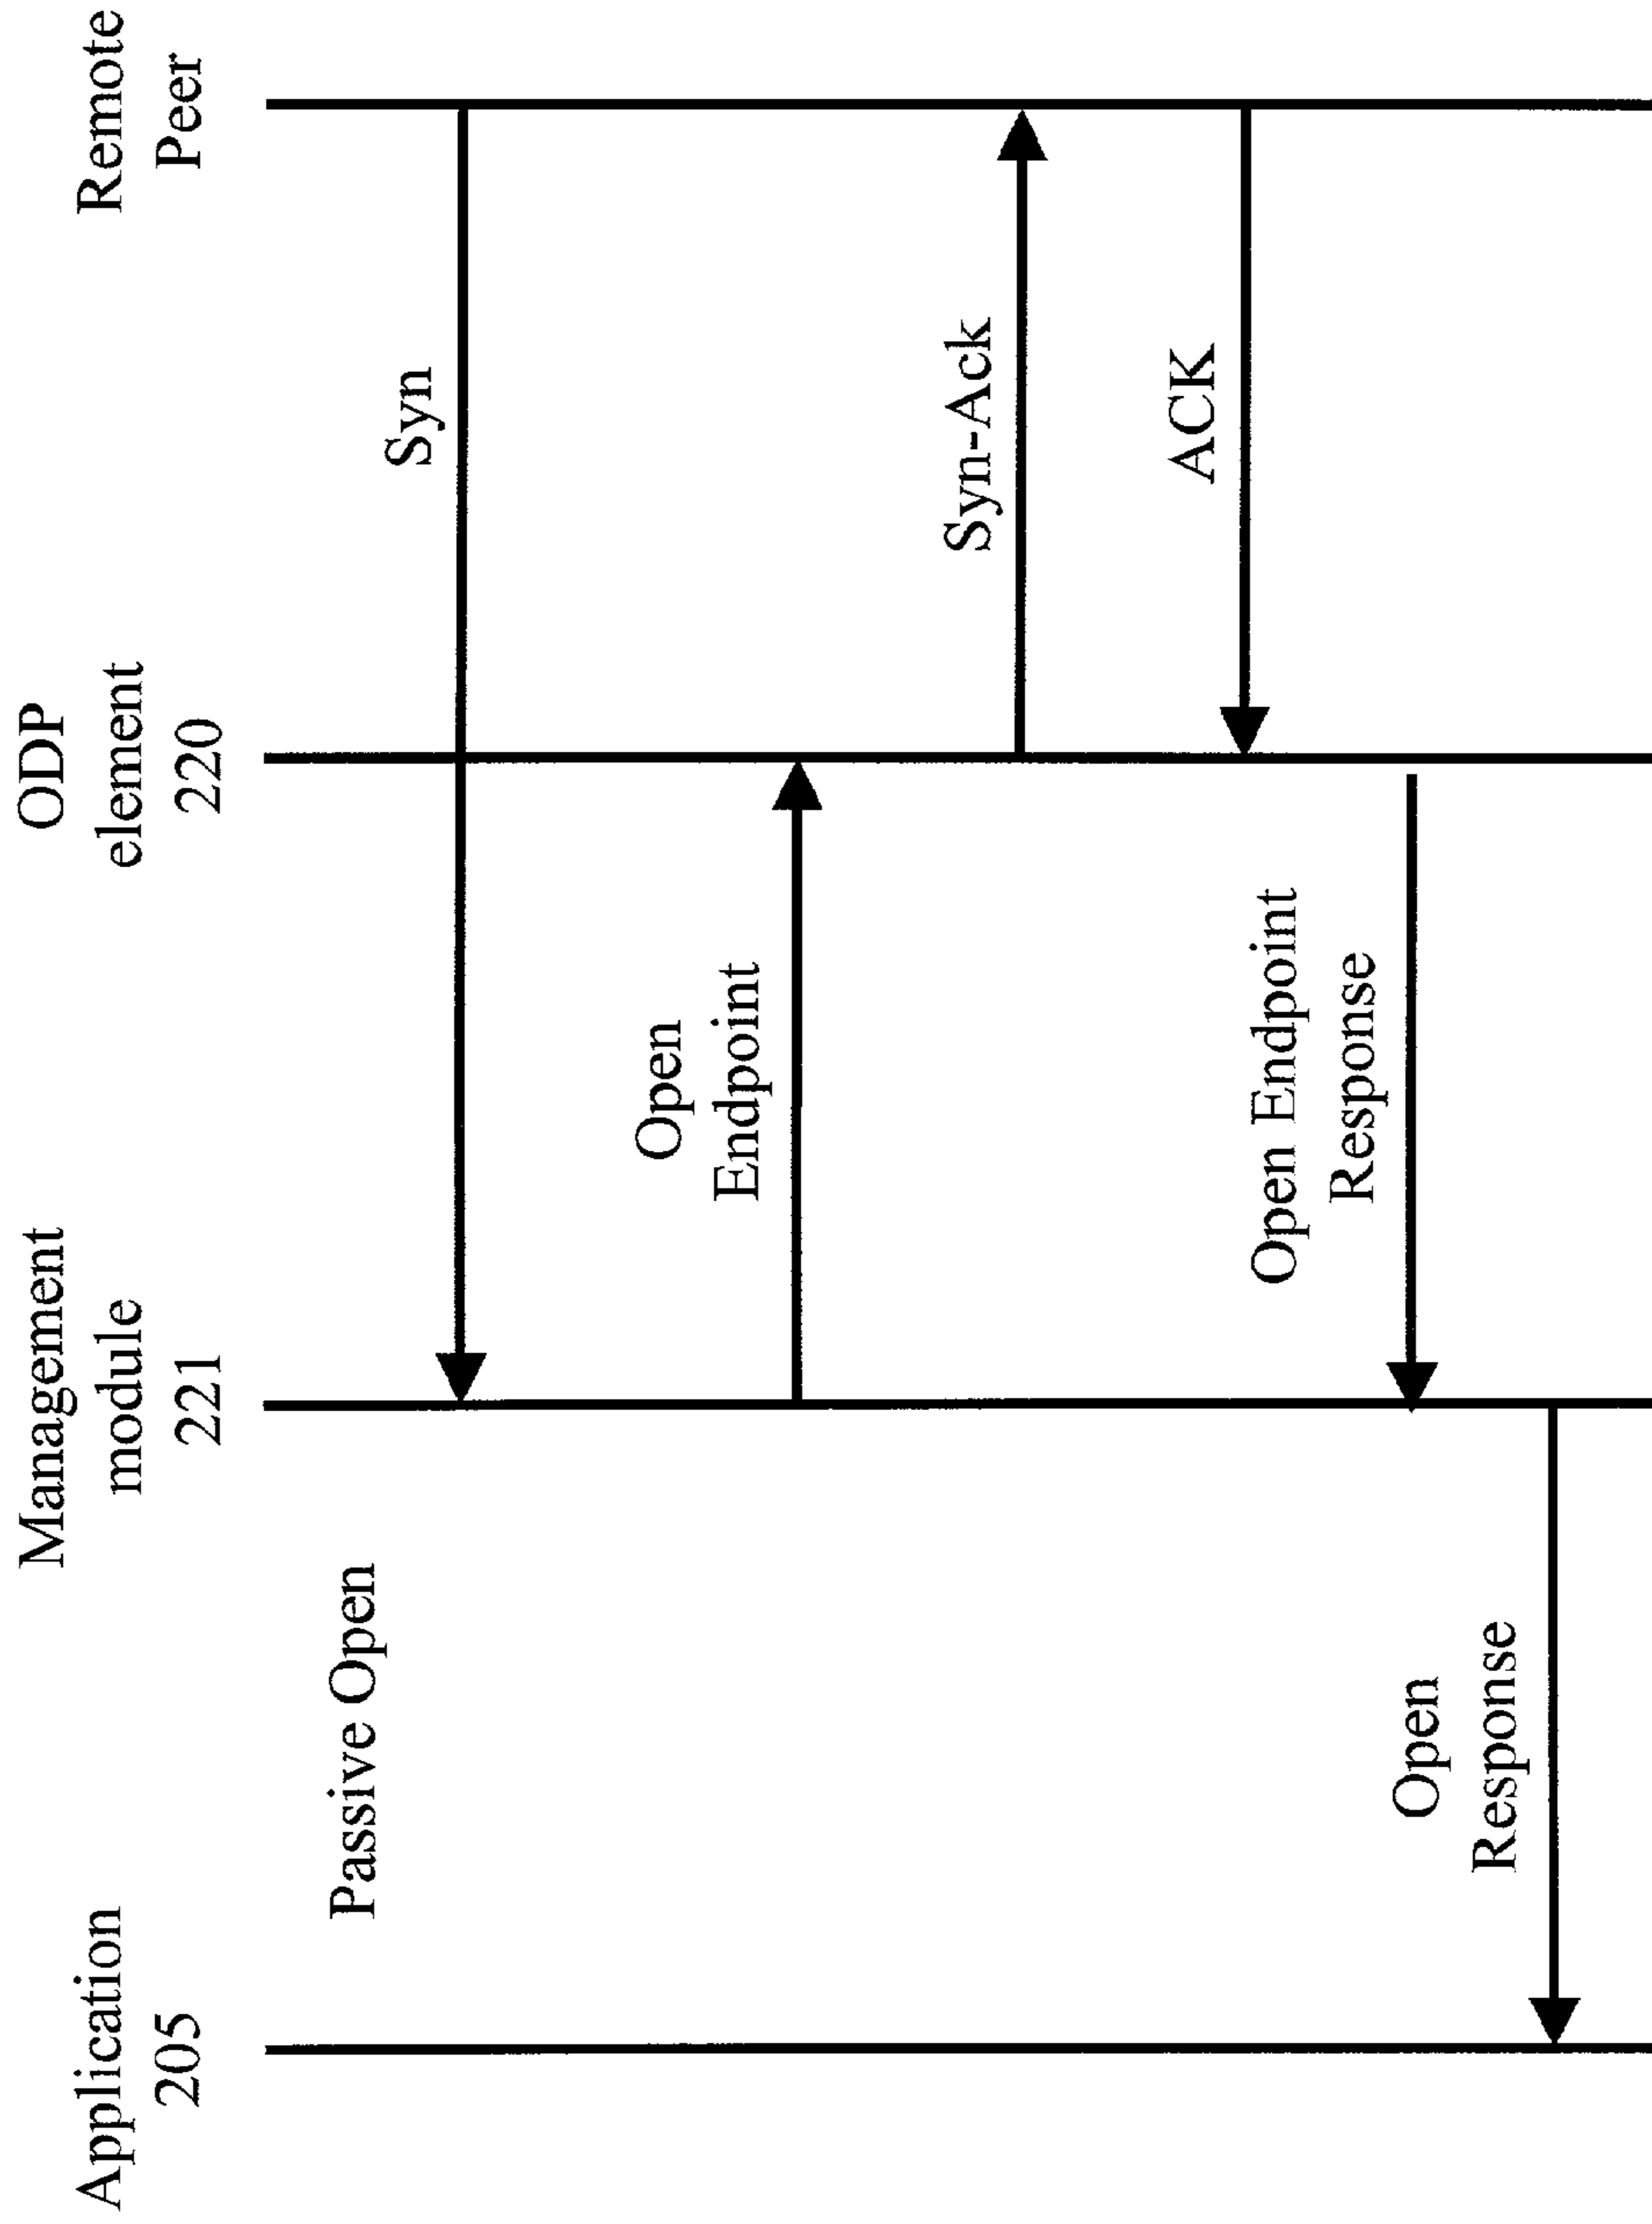 Application
205
Management
module
221
ODP
element
220
Remote
Peer
Passive Open
Syn
Open
Endpoint
Syn-Ack
ACK
Open Endpoint
Response
Open
Response